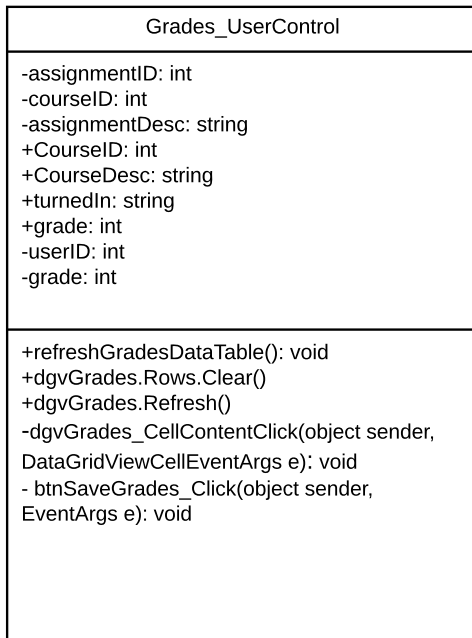 Grades_UserControl
-assignmentID: int
-courseID: int
-assignmentDesc: string
+CourseID: int
+CourseDesc: string
+turnedIn: string
+grade: int
-userID: int
-grade: int
+refreshGradesDataTable(): void
+dgvGrades.Rows.Clear()
+dgvGrades.Refresh()
-dgvGrades_CellContentClick(object sender,
DataGridViewCellEventArgs e): void
- btnSaveGrades_Click(object sender,
EventArgs e): void